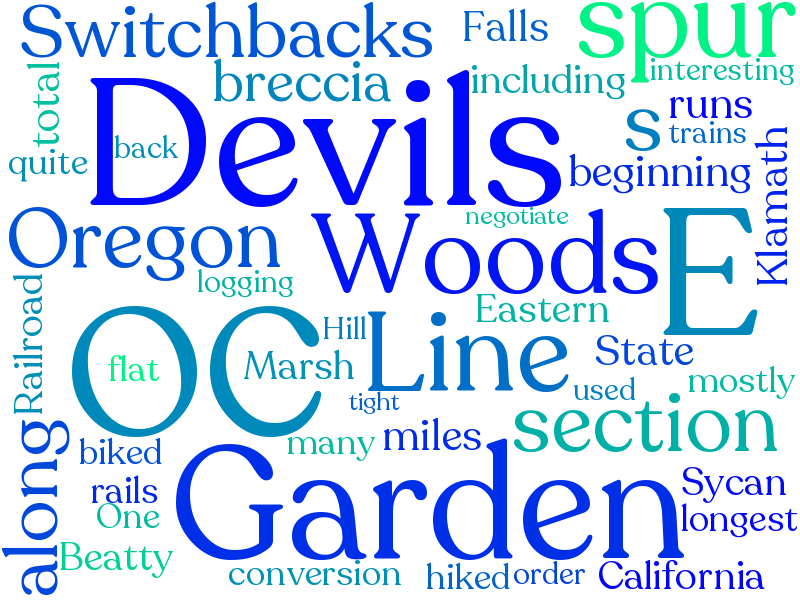 Switchbacks
Falls
spur
total
breccia
including
interesting
Devils
runs
s
trains
back
quite
beginning
Klamath
negotiate
Oregon
Woods
E
logging
Railroad
Eastern
OC
Hill
Line
State
Marsh
flat
tight
used
mostly
along
section
many
miles
biked
Garden
rails
Sycan
One
longest
Beatty
conversion
hiked
order
California